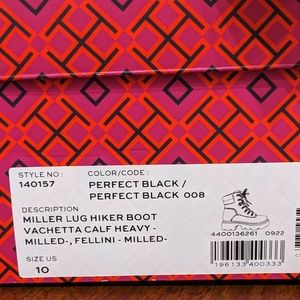 STYLE NO:
140157
COLOR/CODE:
PERFECT BLACK /
PERFECT BLACK 008
DESCRIPTION
MILLER LUG HIKER BOOT
VACHETTA CALF HEAVY -
MILLED-, FELLINI - MILLED-
SIZE US
10
4400136261 0922
196133400333